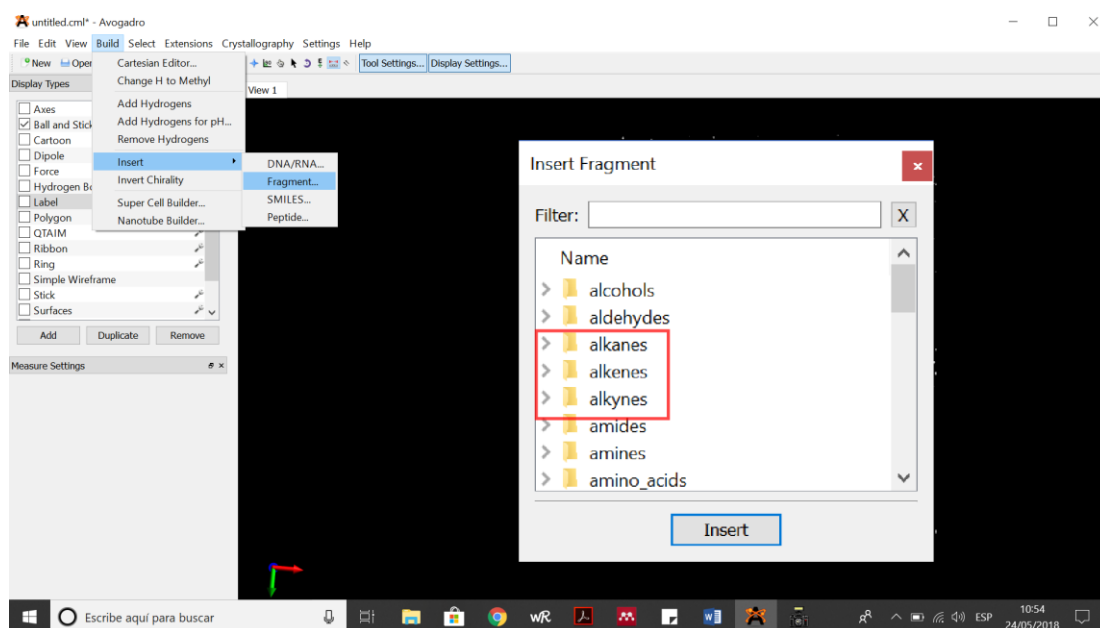 untitled.cml* - Avogadro
File Edit View Build Select Extensions Crystallography Settings Help
New Oper Tool Settings... Display Settings...
Cartesian Editor...
Change H to Methyl
Add Hydrogens
Add Hydrogens for pH...
Remove Hydrogens
Insert
Invert Chirality
Super Cell Builder...
Nanotube Builder...
DNA/RNA...
Fragment...
SMILES...
Peptide...
Display Types
Axes
Ball and Stick
Cartoon
Dipole
Force
Hydrogen Bo
Label
Polygon
QTAIM
Ribbon
Ring
Simple Wireframe
Stick
Surfaces
Add Duplicate Remove
Measure Settings
View 1
Insert Fragment
Filter: X
Name
alcohols
aldehydes
alkanes
alkenes
alkynes
amides
amines
amino_acids
Insert
Escribe aquí para buscar
wR
W
ESP
10:54
24/05/2018